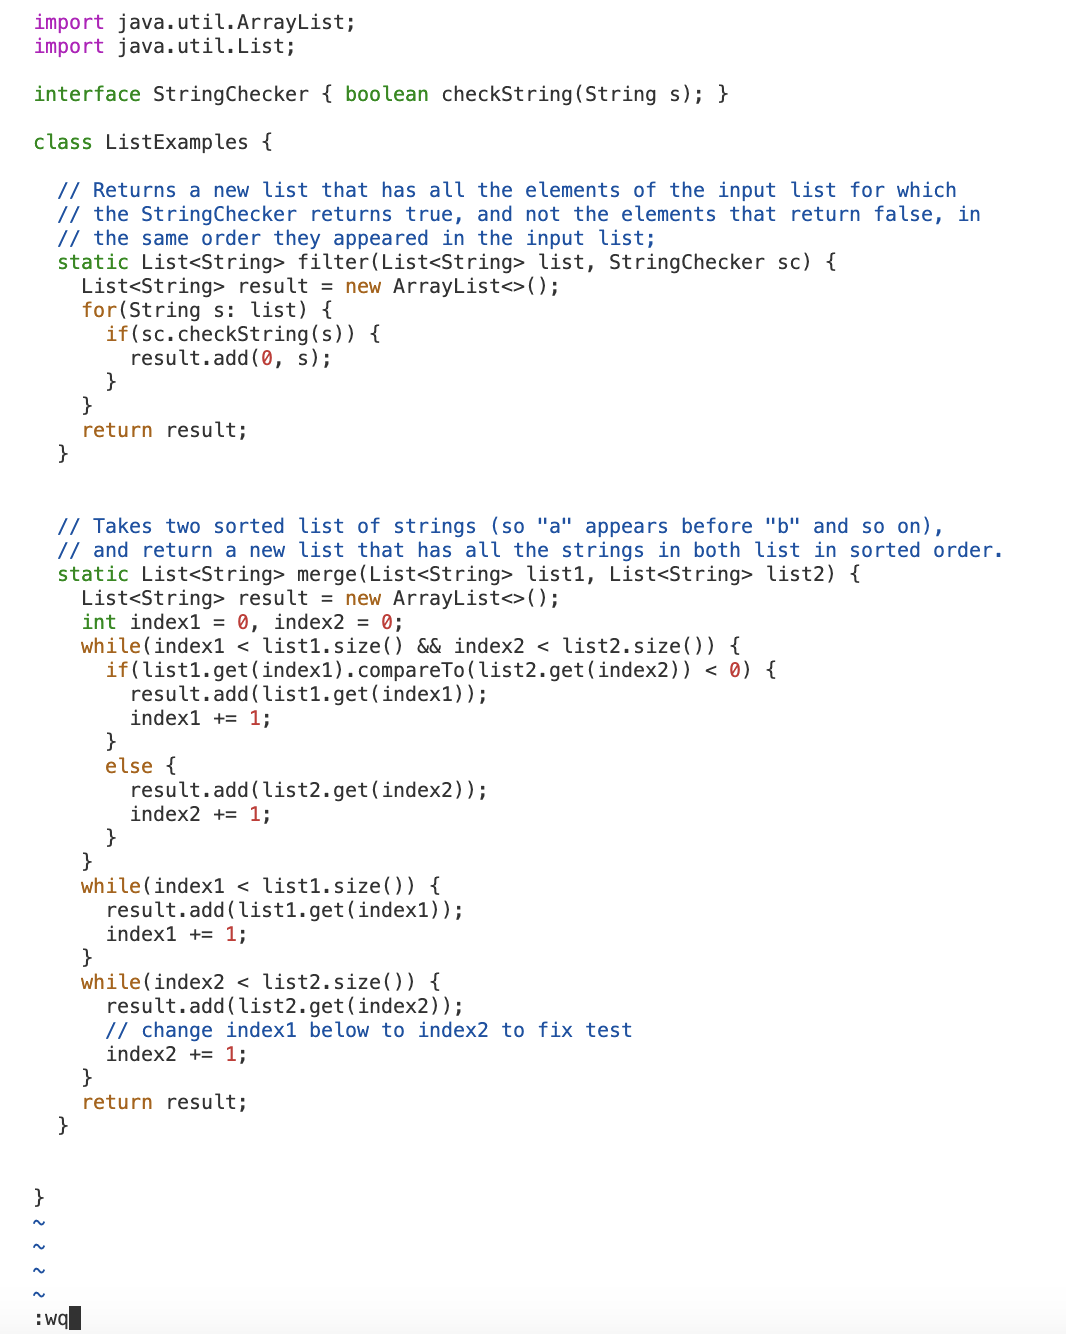 import java.util.ArrayList;
import java.util.List;

interface StringChecker { boolean checkString(String s); }

class ListExamples {

  // Returns a new list that has all the elements of the input list for which
  // the StringChecker returns true, and not the elements that return false, in
  // the same order they appeared in the input list;
  static List<String> filter(List<String> list, StringChecker sc) {
    List<String> result = new ArrayList<>();
    for(String s: list) {
      if(sc.checkString(s)) {
        result.add(0, s);
      }
    }
    return result;
  }


  // Takes two sorted list of strings (so "a" appears before "b" and so on),
  // and return a new list that has all the strings in both list in sorted order.
  static List<String> merge(List<String> list1, List<String> list2) {
    List<String> result = new ArrayList<>();
    int index1 = 0, index2 = 0;
    while(index1 < list1.size() && index2 < list2.size()) {
      if(list1.get(index1).compareTo(list2.get(index2)) < 0) {
        result.add(list1.get(index1));
        index1 += 1;
      }
      else {
        result.add(list2.get(index2));
        index2 += 1;
      }
    }
    while(index1 < list1.size()) {
      result.add(list1.get(index1));
      index1 += 1;
    }
    while(index2 < list2.size()) {
      result.add(list2.get(index2));
      // change index1 below to index2 to fix test
      index2 += 1;
    }
    return result;
  }


}
~
~
~
~
:wq